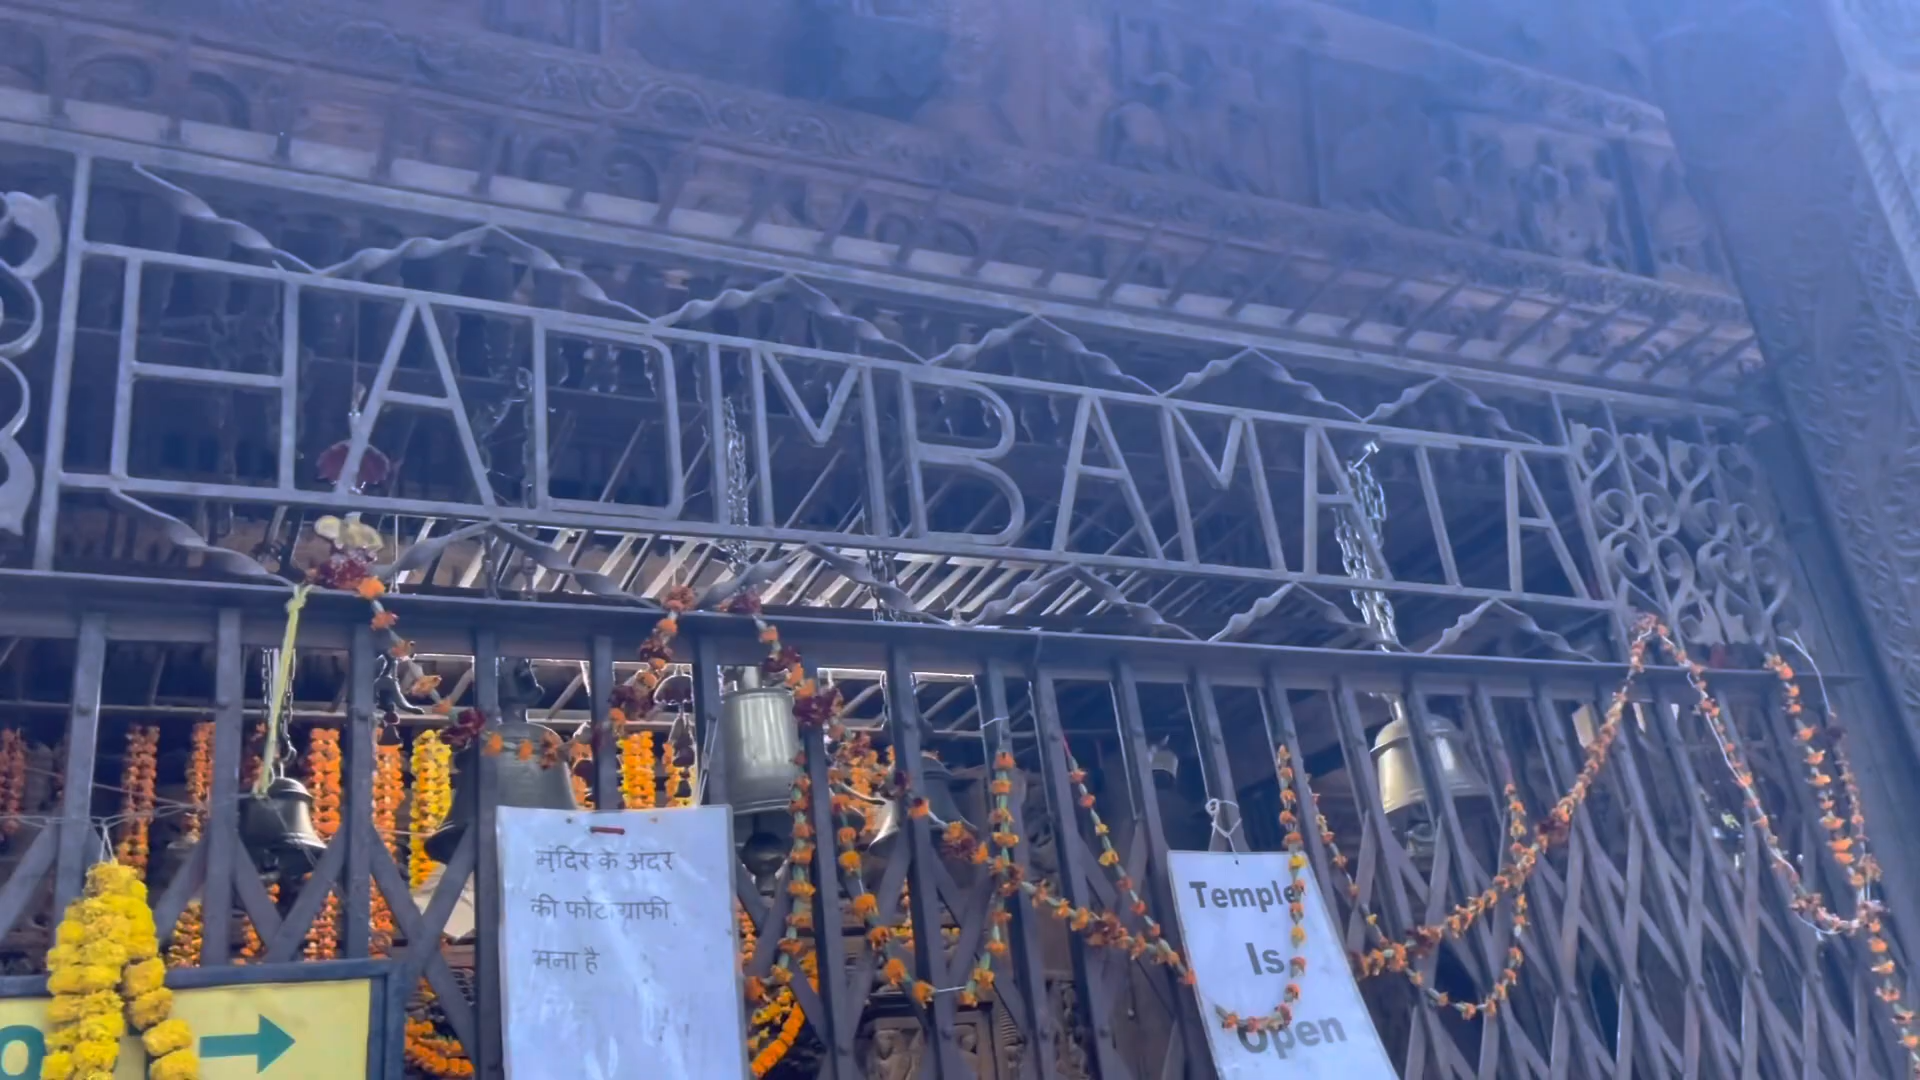 HADIMBA MATA
मंदिर के अंदर
की फोटोग्राफी
मना है
Temple
Is
Open